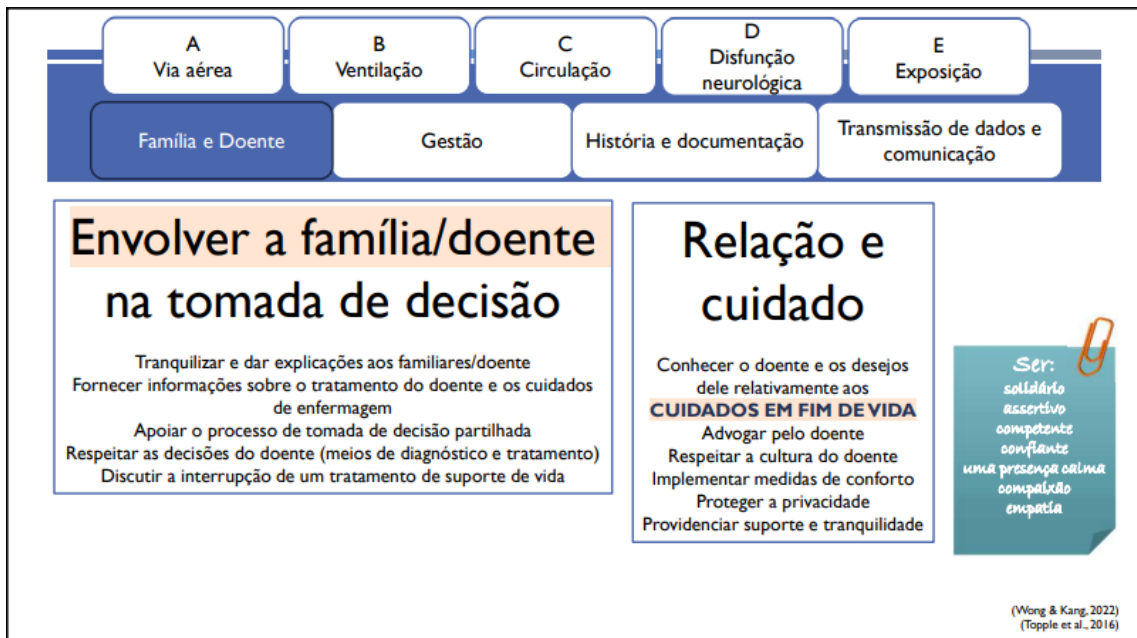 A
Via aérea
B
Ventilação
C
Circulação
D
Disfunção
neurológica
E
Exposição
Família e Doente
Gestão
História e documentação
Transmissão de dados e
comunicação
Envolver a família/doente
na tomada de decisão
Tranquilizar e dar explicações aos familiares/doente
Fornecer informações sobre o tratamento do doente e os cuidados
de enfermagem
Apoiar o processo de tomada de decisão partilhada
Respeitar as decisões do doente (meios de diagnóstico e tratamento)
Discutir a interrupção de um tratamento de suporte de vida
Relação e
cuidado
Conhecer o doente e os desejos
dele relativamente aos
CUIDADOS EM FIM DE VIDA
Advogar pelo doente
Respeitar a cultura do doente
Implementar medidas de conforto
Proteger a privacidade
Providenciar suporte e tranquilidade
Ser:
solidário
assertivo
competente
confiante
uma presença calma
compaixão
empatia
(Wong & Kang, 2022)
(Topple et al., 2016)